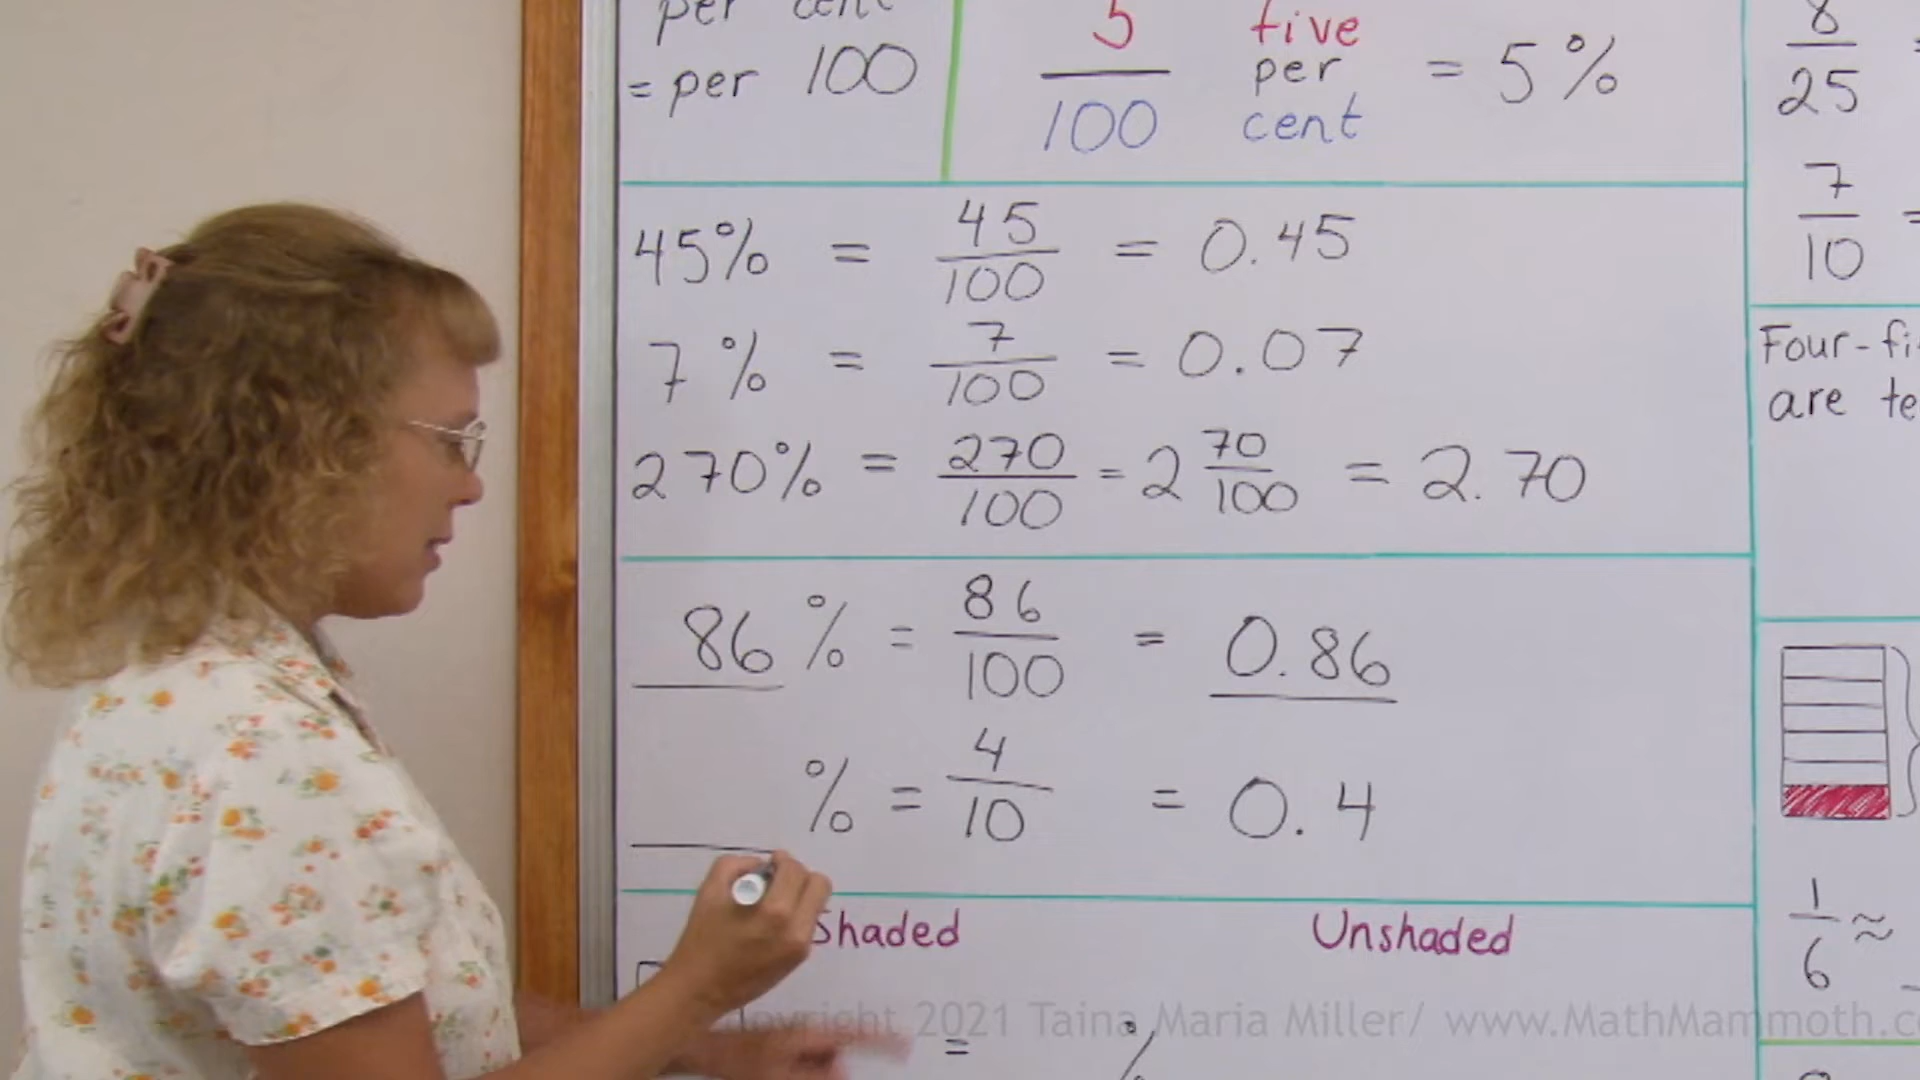 per cent
= per 100
5/100 five per cent = 5%
8/25
7/10 =
45% = 45/100 = 0.45
7% = 7/100 = 0.07
270% = 270/100 = 2 70/100 = 2.70
Four-fi
are te
86 % = 86/100 = 0.86
% = 4/10 = 0.4
1/6 ≈
Shaded Unshaded
= %
Copyright 2021 Taina Maria Miller/ www.MathMammoth.c